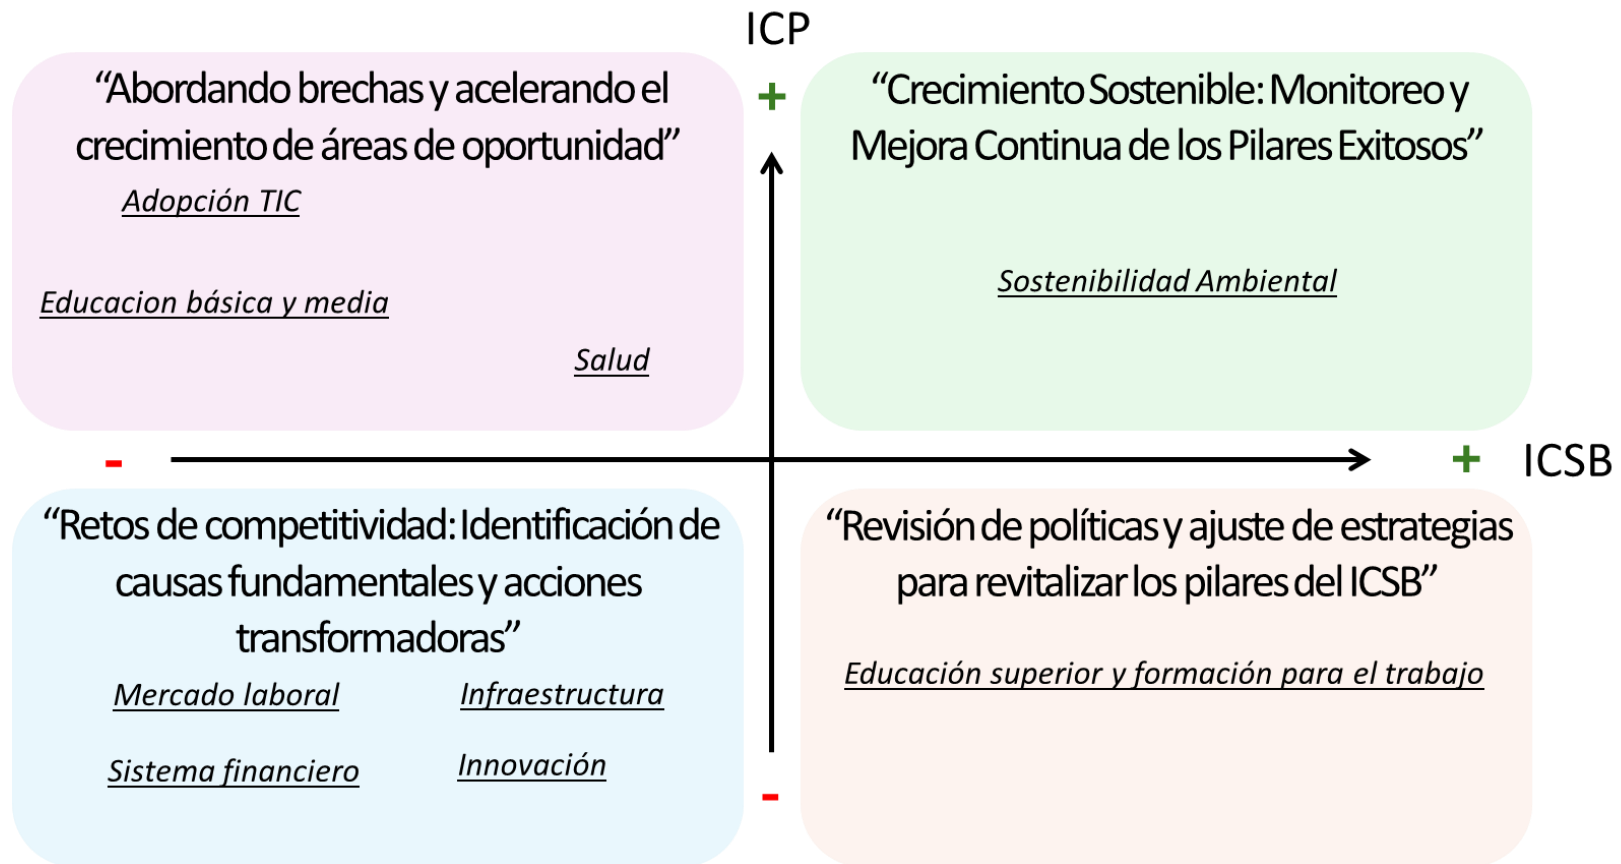 ICP
“Abordando brechas y acelerando el
crecimiento de áreas de oportunidad”
Adopción TIC
Educacion básica y media
Salud
+
“Crecimiento Sostenible: Monitoreo y
Mejora Continua de los Pilares Exitosos”
Sostenibilidad Ambiental
-
+ ICSB
“Retos de competitividad: Identificación de
causas fundamentales y acciones
transformadoras”
Mercado laboral
Infraestructura
Sistema financiero
Innovación
-
“Revisión de políticas y ajuste de estrategias
para revitalizar los pilares del ICSB”
Educación superior y formación para el trabajo